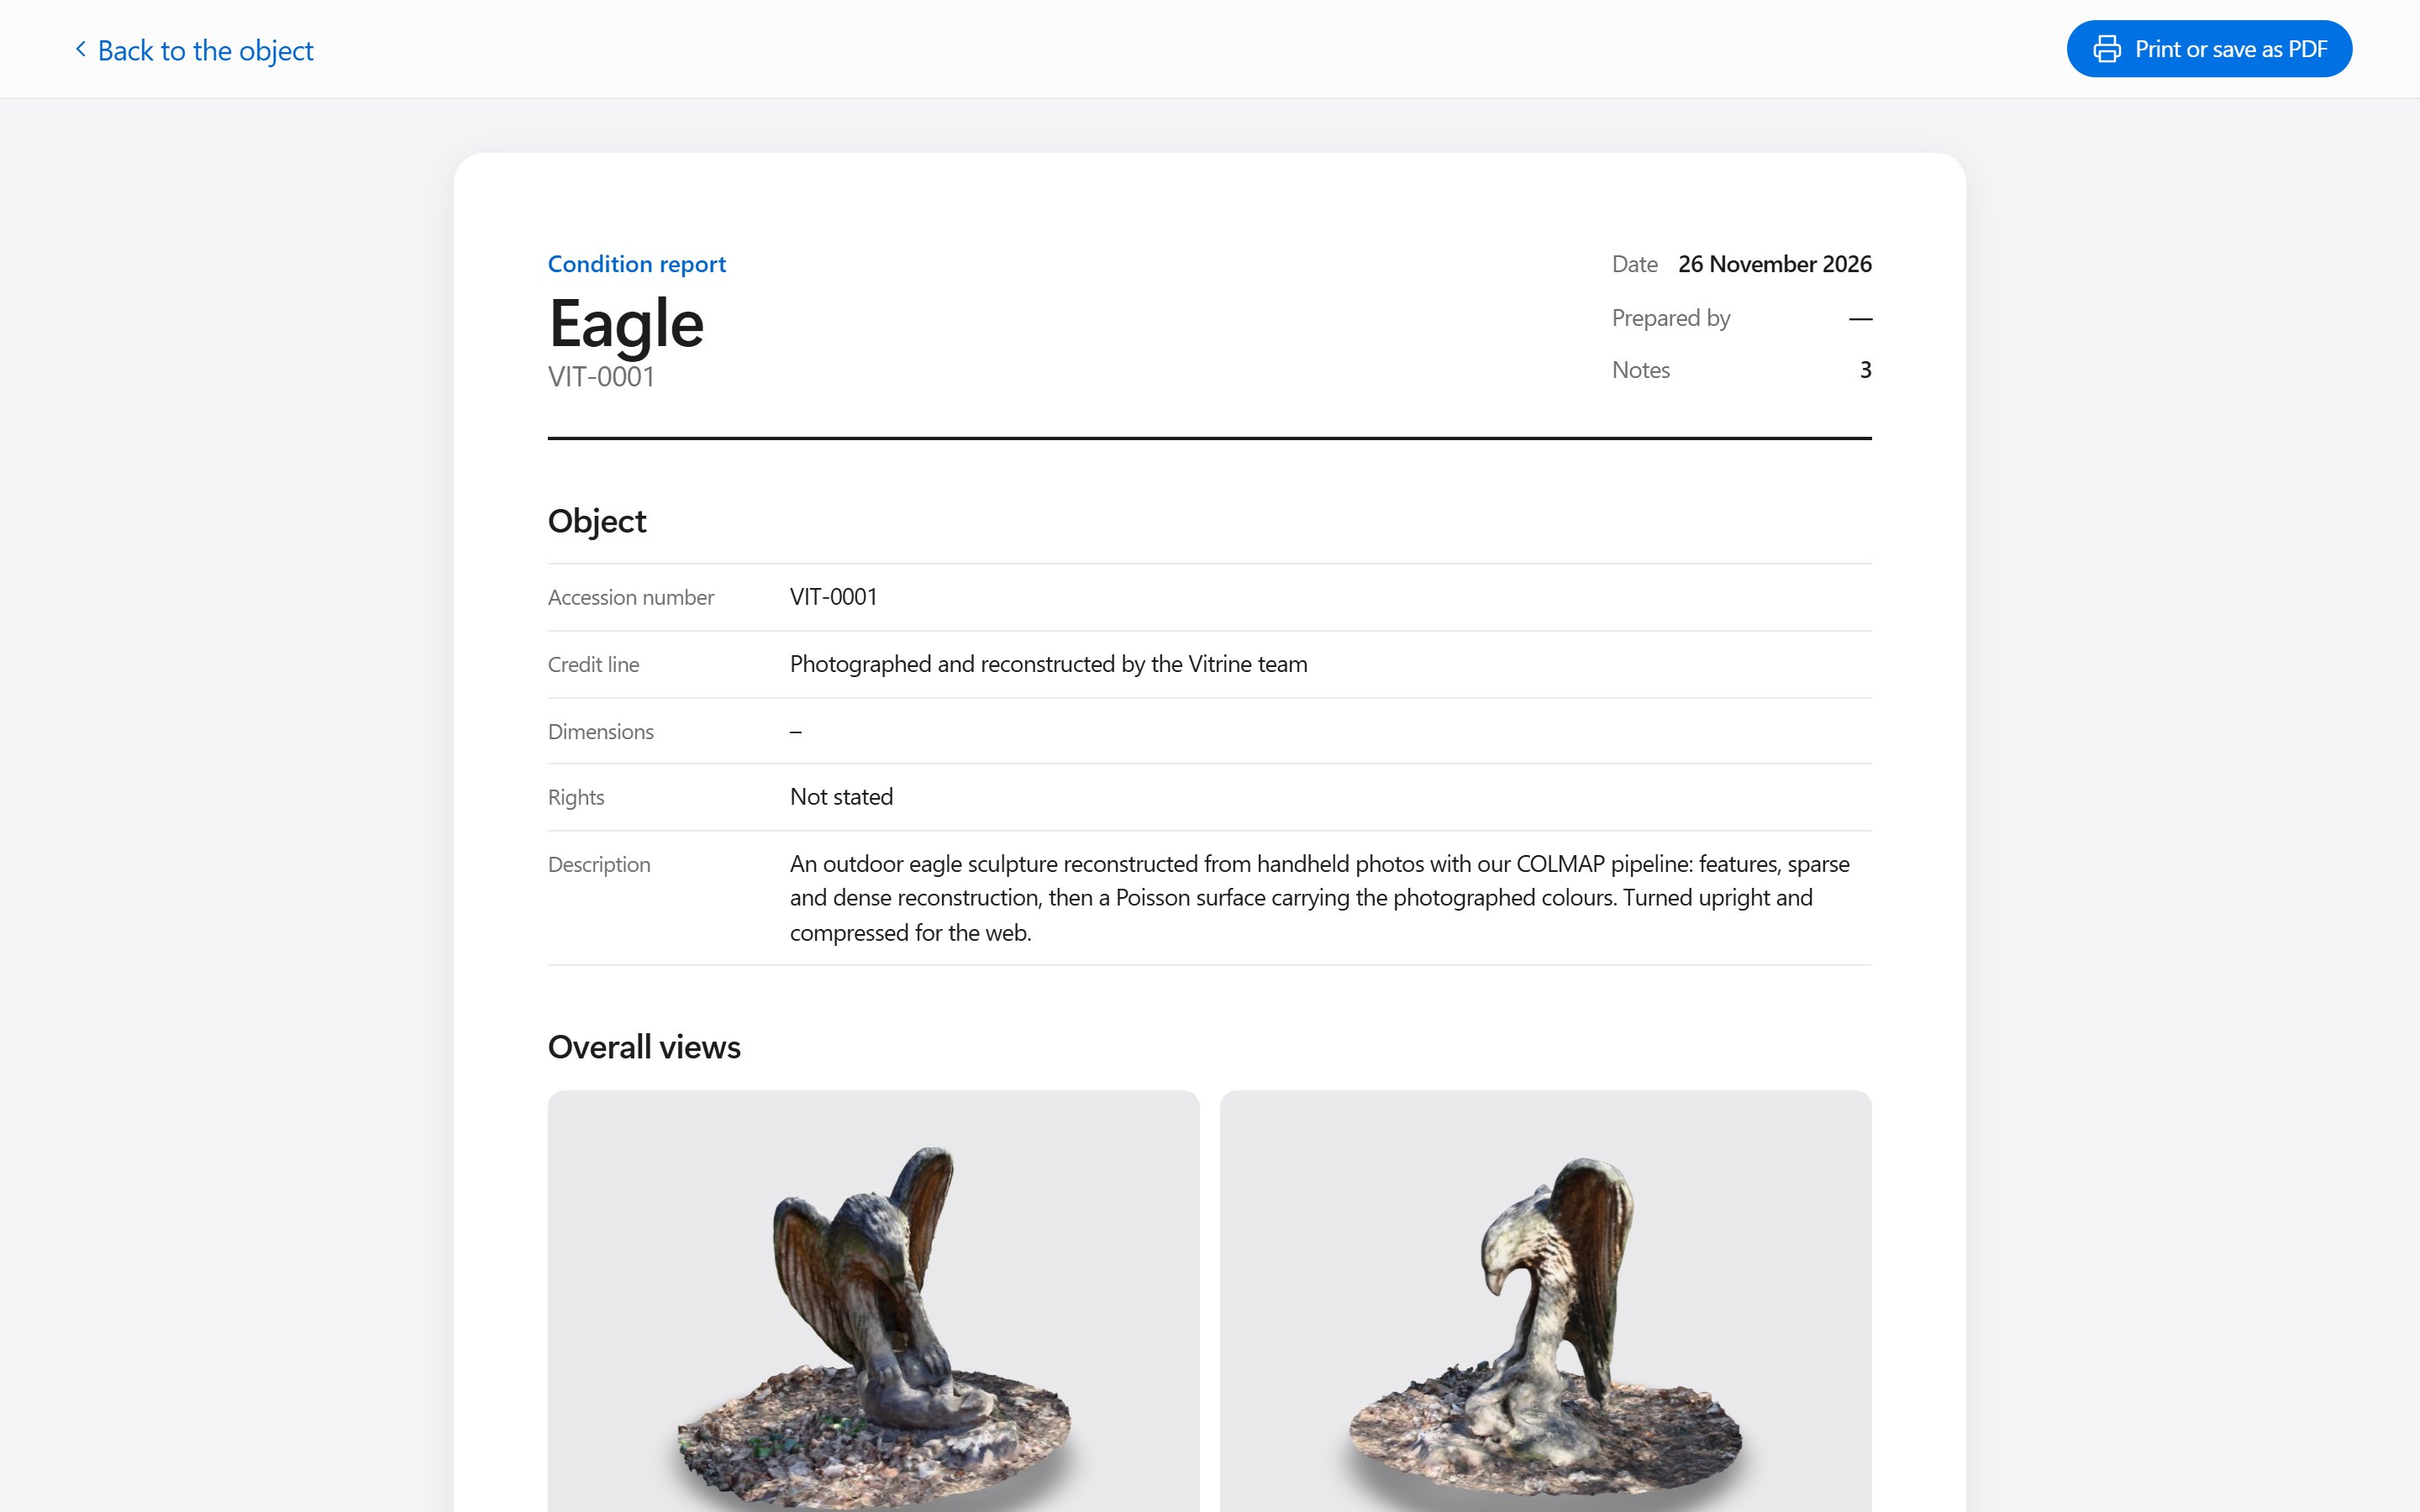 Back to the object
Print or save as PDF
Condition report
Eagle
VIT-0001
Date 26 November 2026
Prepared by —
Notes 3
Object
Accession number VIT-0001
Credit line Photographed and reconstructed by the Vitrine team
Dimensions –
Rights Not stated
Description An outdoor eagle sculpture reconstructed from handheld photos with our COLMAP pipeline: features, sparse
and dense reconstruction, then a Poisson surface carrying the photographed colours. Turned upright and
compressed for the web.
Overall views